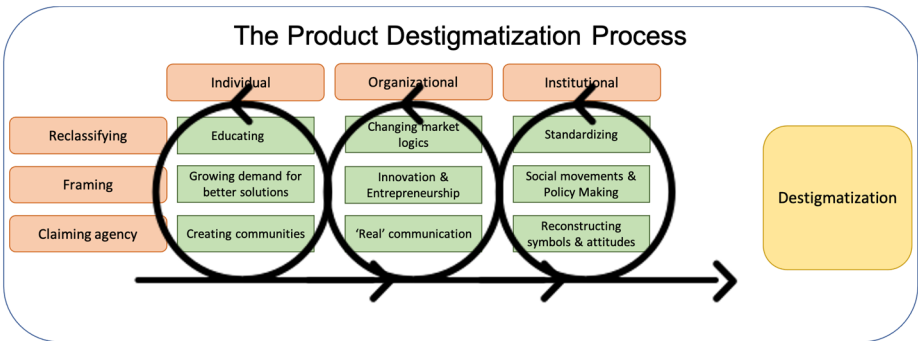 The Product Destigmatization Process
Individual
Organizational
Institutional
Reclassifying
Educating
Changing market
logics
Standardizing
Framing
Growing demand for
better solutions
Innovation &
Entrepreneurship
Social movements &
Policy Making
Claiming agency
Creating communities
‘Real’ communication
Reconstructing
symbols & attitudes
Destigmatization